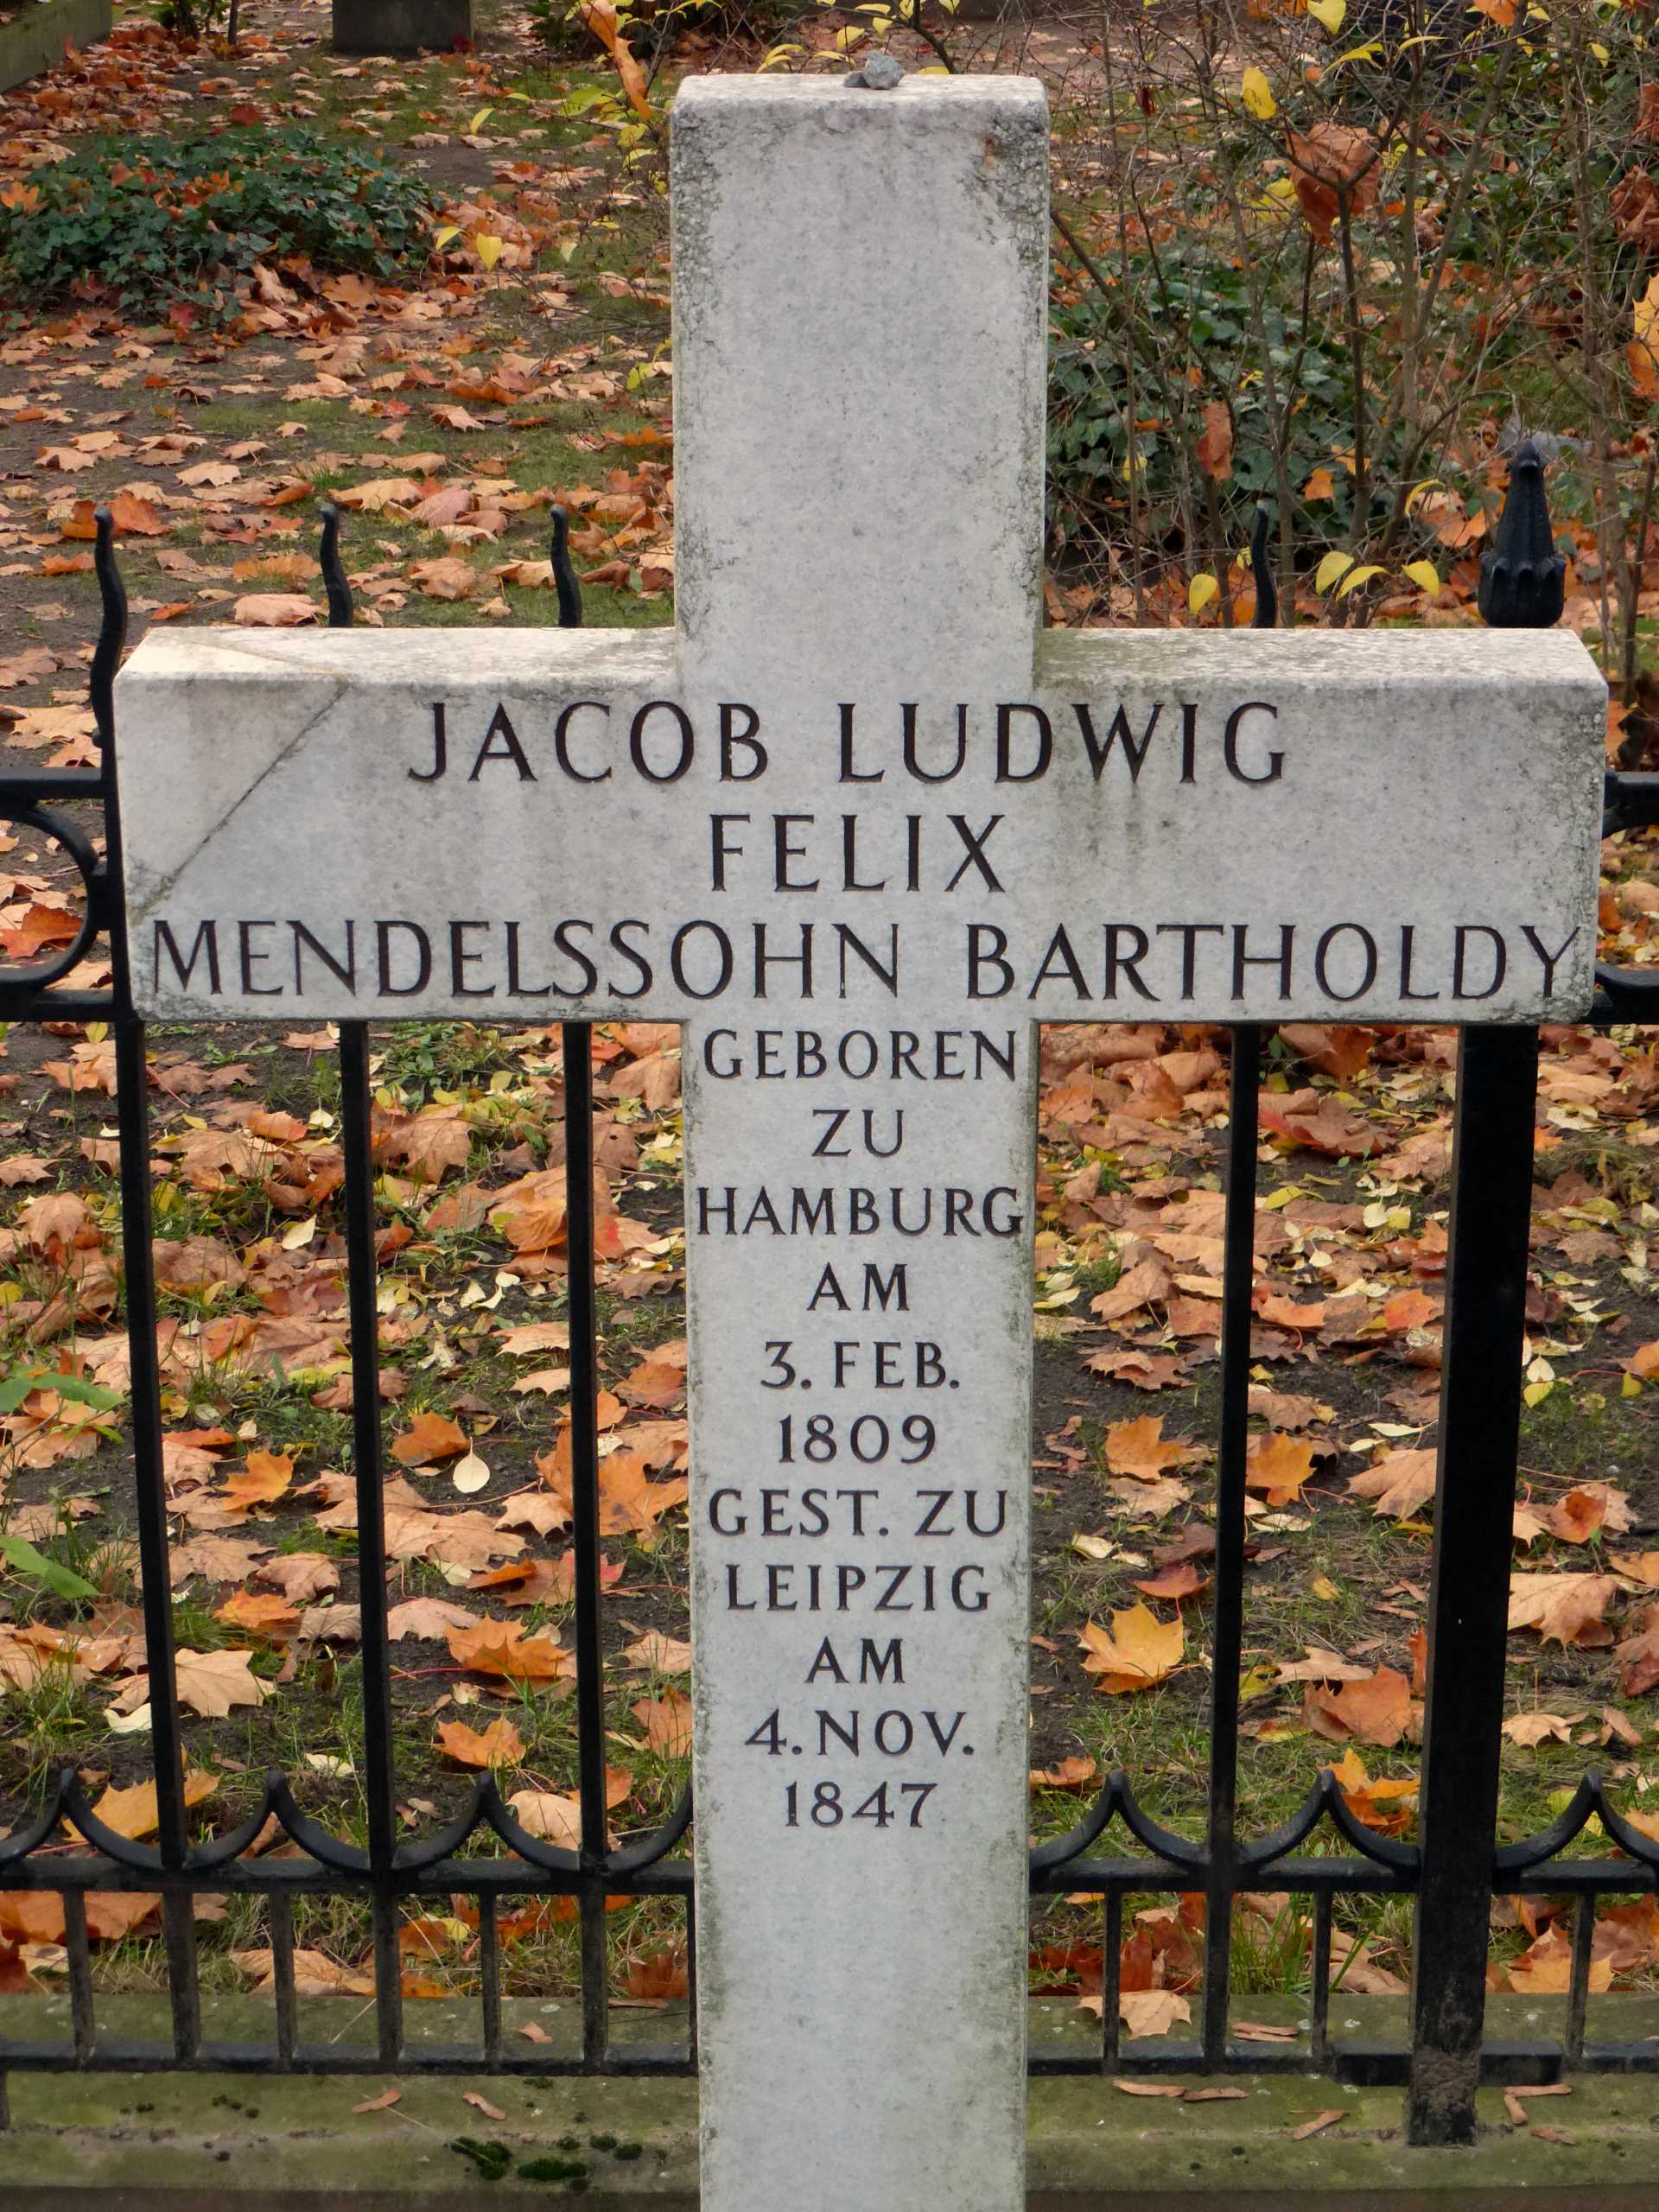 JACOB LUDWIG
FELIX
MENDELSSOHN BARTHOLDY
GEBOREN
ZU
HAMBURG
AM
3. FEB.
1809
GEST. ZU
LEIPZIG
AM
4. NOV.
1847